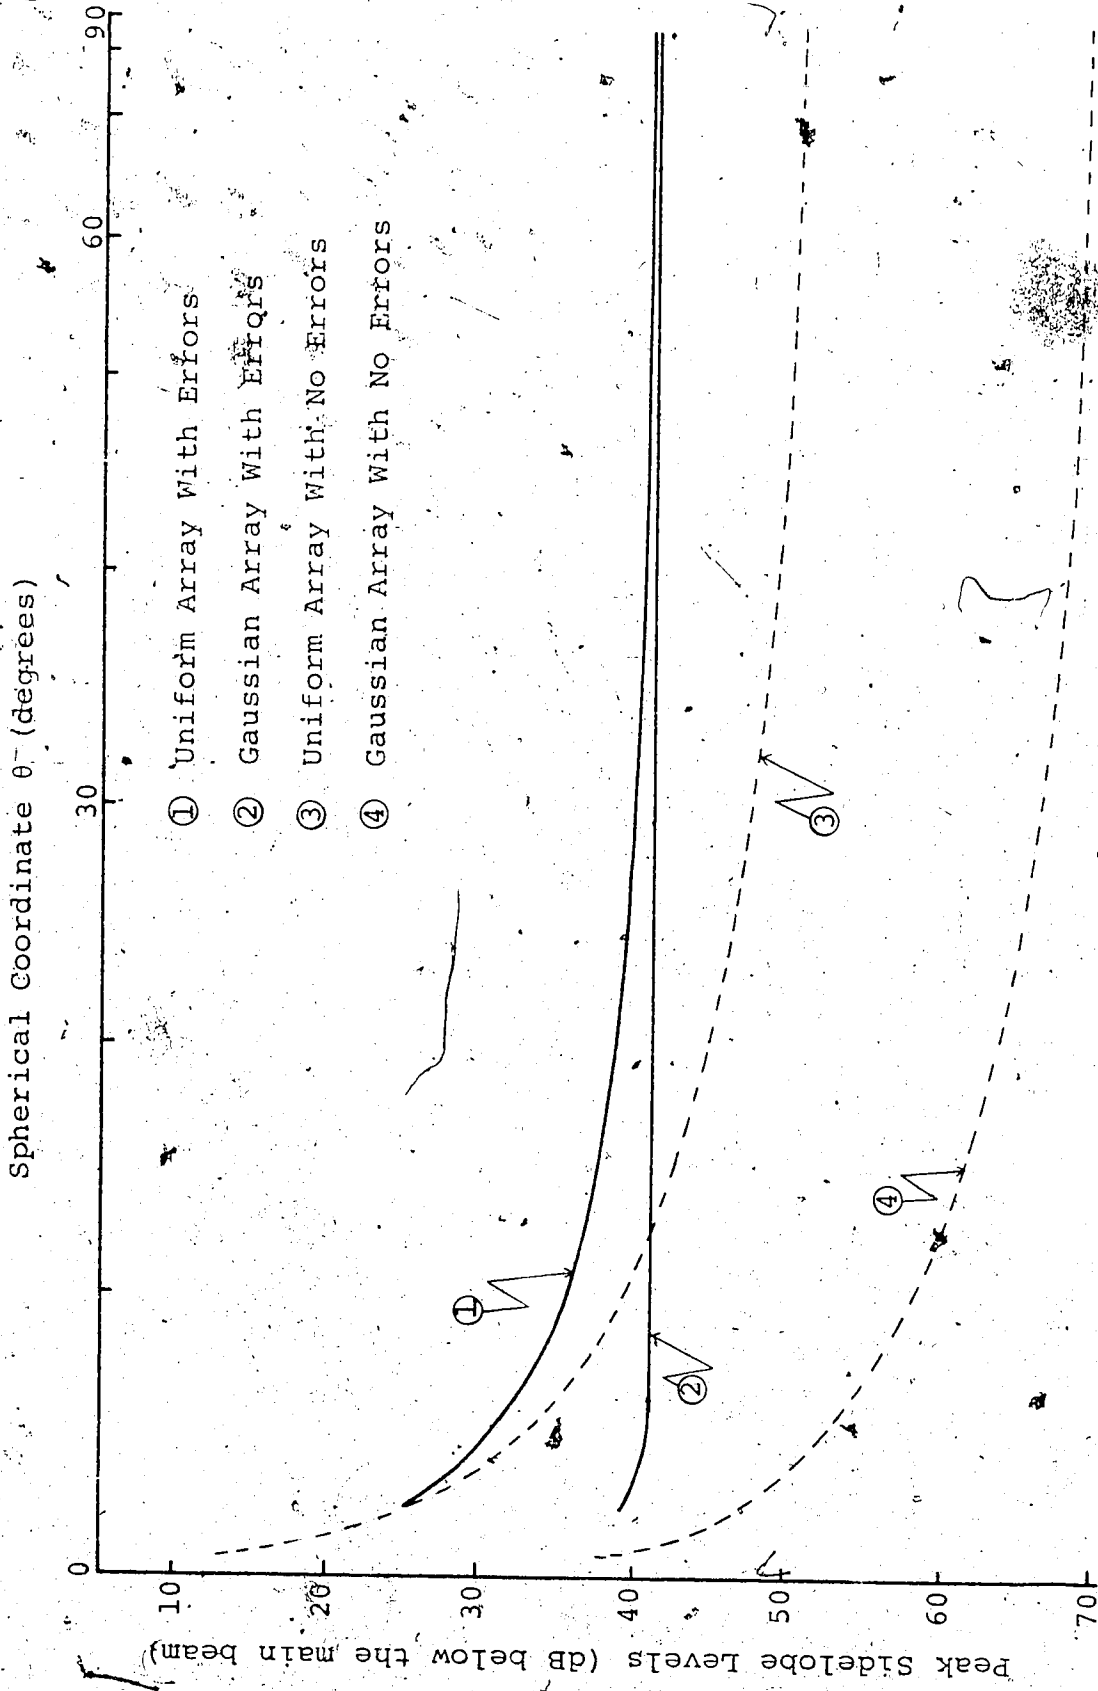 Spherical Coordinate θ (degrees)
0
30
60
90
① Uniform Array With Errors
② Gaussian Array With Errors
③ Uniform Array With No Errors
④ Gaussian Array With No Errors
①
②
③
④
10
20
30
40
50
60
70
Peak Sidelobe Levels (dB below the main beam)